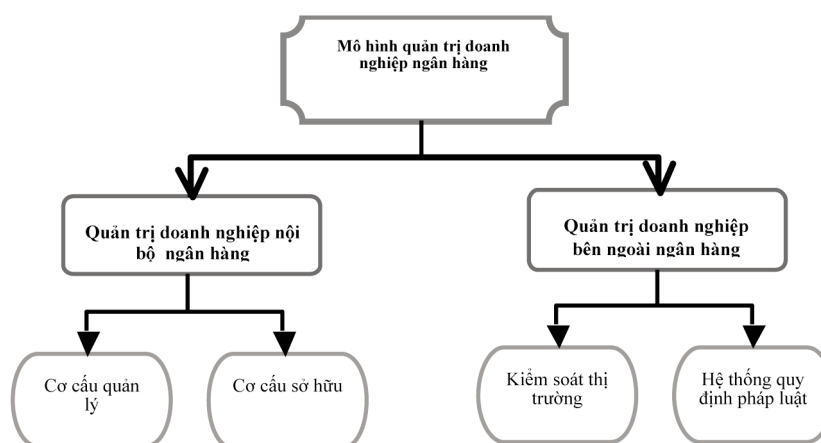 Mô hình quản trị doanh
nghiệp ngân hàng
Quản trị doanh nghiệp nội
bộ ngân hàng
Quản trị doanh nghiệp
bên ngoài ngân hàng
Cơ cấu quản
lý
Cơ cấu sở hữu
Kiểm soát thị
trường
Hệ thống quy
định pháp luật